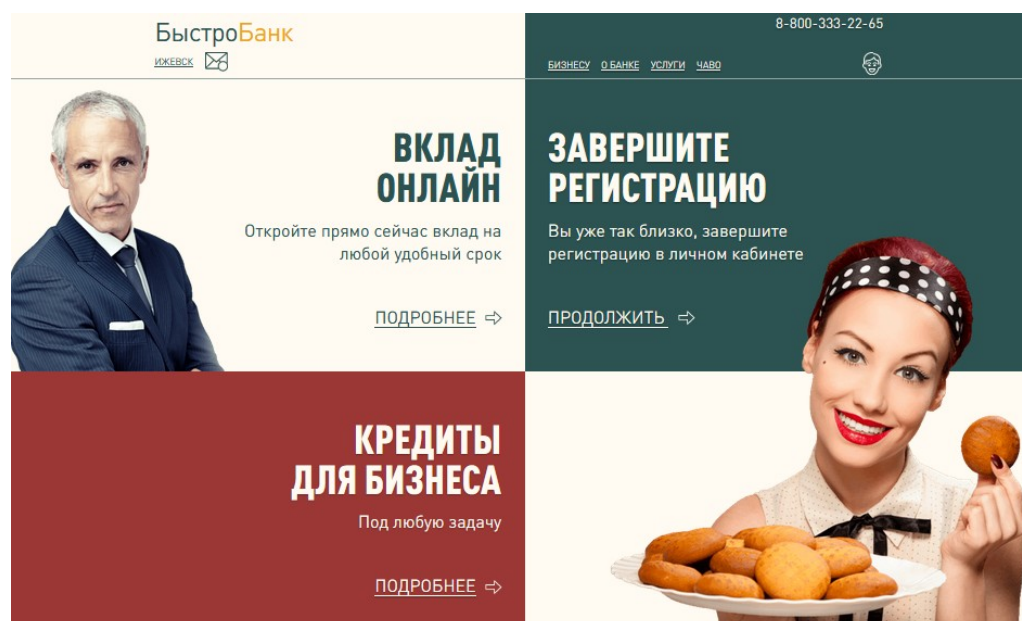 БыстроБанк
ИЖЕВСК
8-800-333-22-65
БИЗНЕСУ О БАНКЕ УСЛУГИ ЧАВО
ВКЛАД
ОНЛАЙН
Откройте прямо сейчас вклад на
любой удобный срок
ПОДРОБНЕЕ
ЗАВЕРШИТЕ
РЕГИСТРАЦИЮ
Вы уже так близко, завершите
регистрацию в личном кабинете
ПРОДОЛЖИТЬ
КРЕДИТЫ
ДЛЯ БИЗНЕСА
Под любую задачу
ПОДРОБНЕЕ